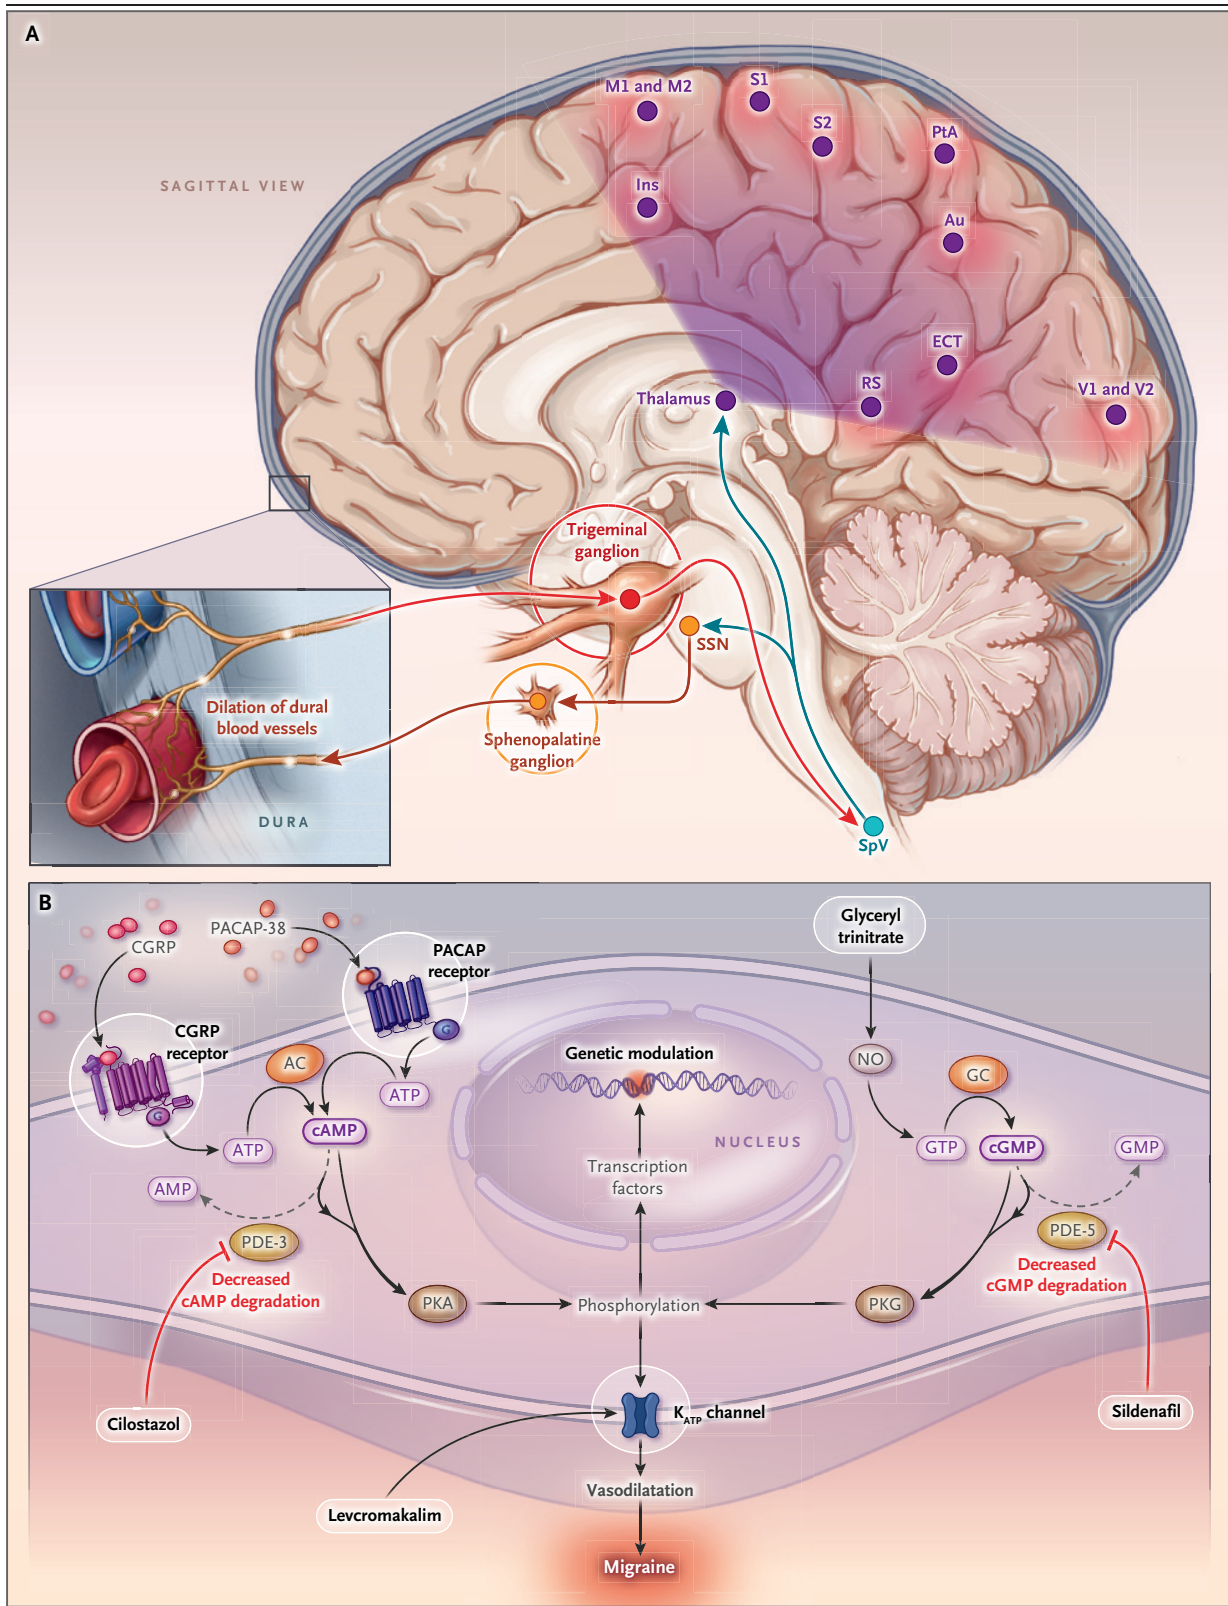 A
SAGITTAL VIEW
M1 and M2
S1
S2
PtA
Ins
Au
ECT
RS
V1 and V2
Thalamus
Trigeminal
ganglion
SSN
Dilation of dural
blood vessels
Sphenopalatine
ganglion
DURA
SpV
B
CGRP
PACAP-38
PACAP
receptor
G
CGRP
receptor
G
AC
ATP
ATP
cAMP
AMP
PDE-3
Decreased
cAMP degradation
PKA
Cilostazol
Levcromakalim
Genetic modulation
NUCLEUS
Transcription
factors
Phosphorylation
KATP channel
Vasodilatation
Migraine
Glyceryl
trinitrate
NO
GC
GTP
cGMP
GMP
PDE-5
Decreased
cGMP degradation
PKG
Sildenafil